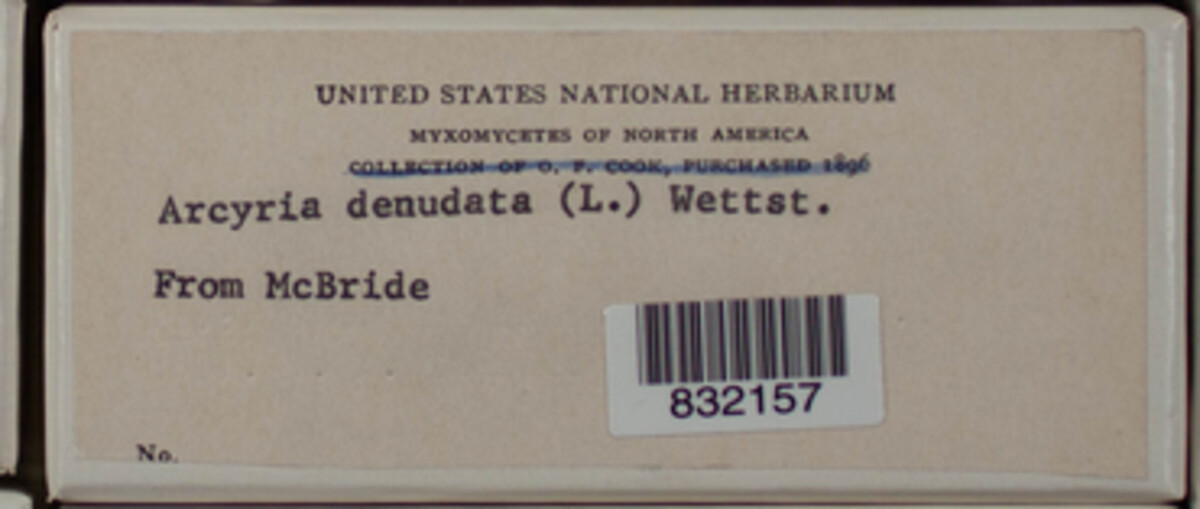 UNITED STATES NATIONAL HERBARIUM
MYXOMYCETES OF NORTH AMERICA
COLLECTION OF O. F. COOK, PURCHASED 1896
Arcyria denudata (L.) Wettst.
From McBride
832157
No.